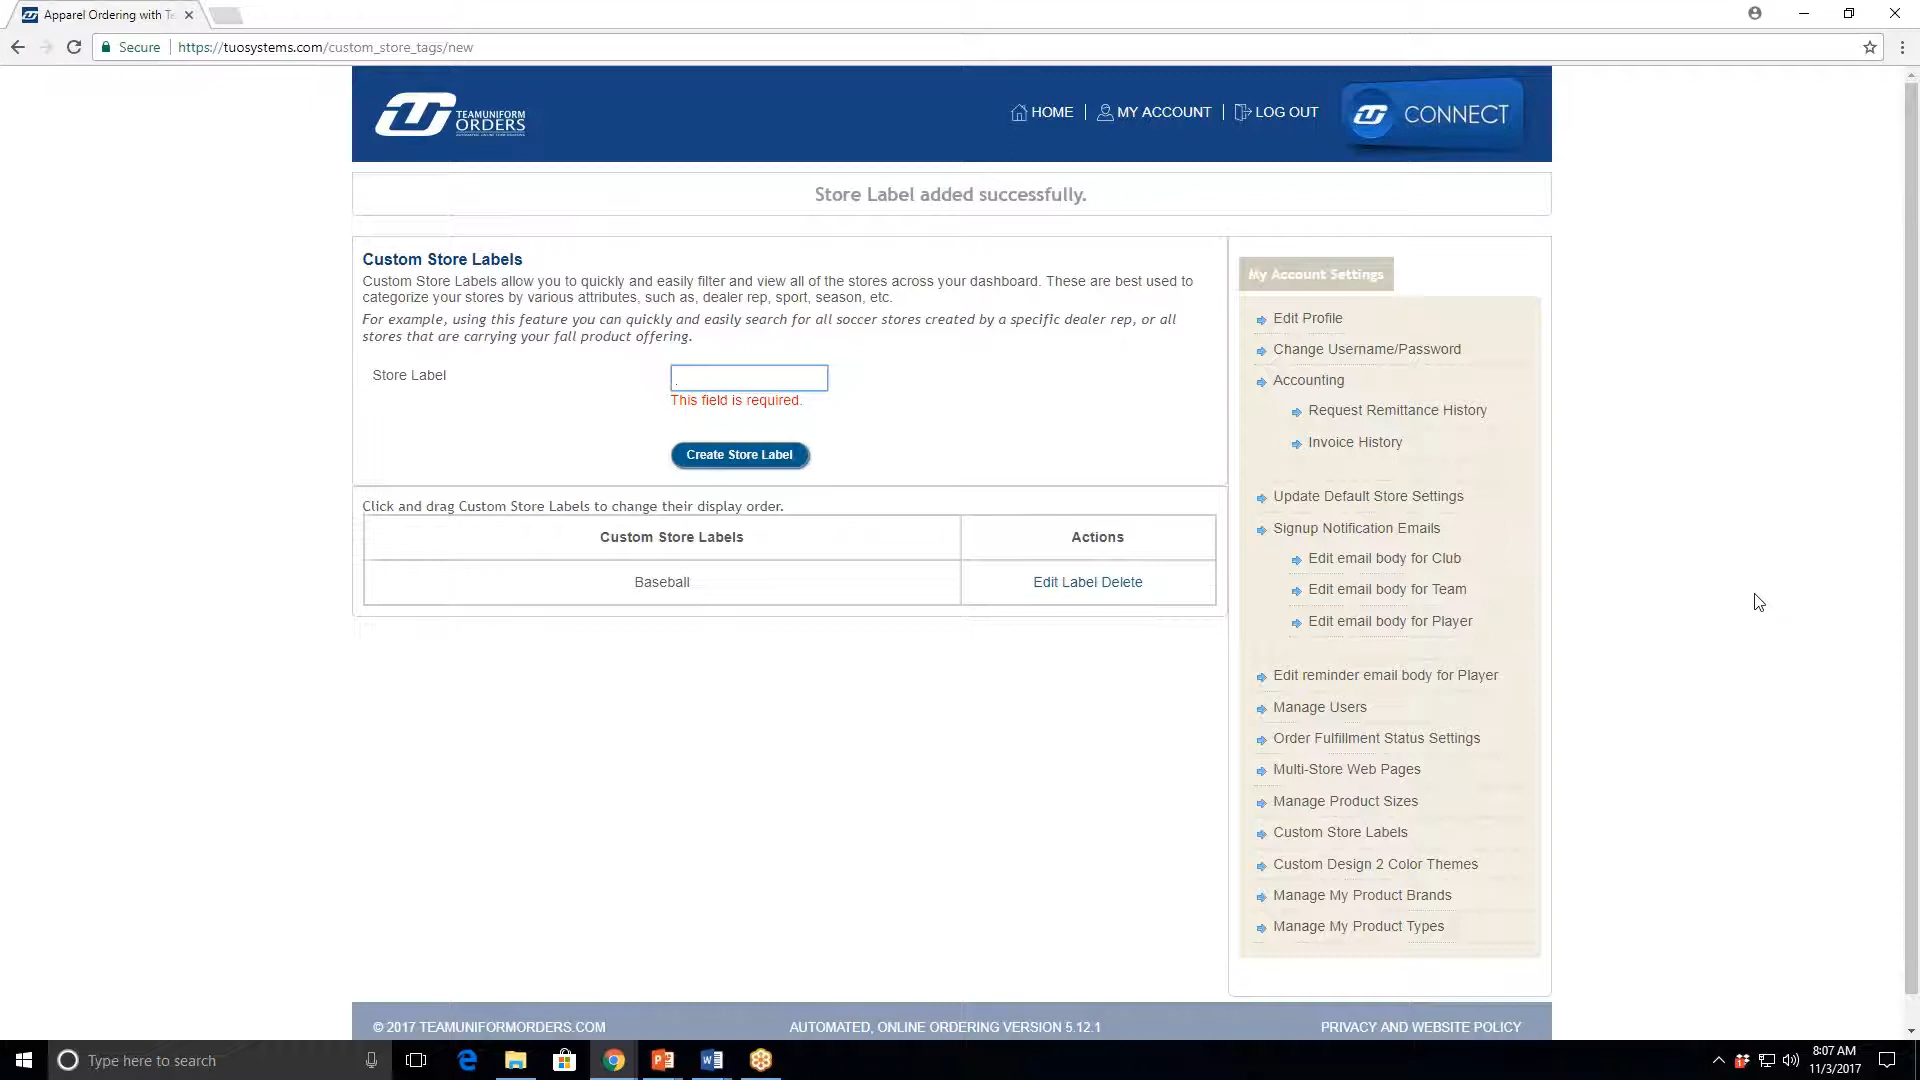 Apparel Ordering with Te
Secure
https://tuosystems.com/custom_store_tags/new
TEAMUNIFORM
ORDERS
HOME
MY ACCOUNT
LOG OUT
CONNECT
Store Label added successfully.
Custom Store Labels
Custom Store Labels allow you to quickly and easily filter and view all of the stores across your dashboard. These are best used to
categorize your stores by various attributes, such as, dealer rep, sport, season, etc.
For example, using this feature you can quickly and easily search for all soccer stores created by a specific dealer rep, or all
stores that are carrying your fall product offering.
Store Label
This field is required.
Create Store Label
Click and drag Custom Store Labels to change their display order.
Custom Store Labels
Actions
Baseball
Edit Label Delete
My Account Settings
Edit Profile
Change Username/Password
Accounting
Request Remittance History
Invoice History
Update Default Store Settings
Signup Notification Emails
Edit email body for Club
Edit email body for Team
Edit email body for Player
Edit reminder email body for Player
Manage Users
Order Fulfillment Status Settings
Multi-Store Web Pages
Manage Product Sizes
Custom Store Labels
Custom Design 2 Color Themes
Manage My Product Brands
Manage My Product Types
© 2017 TEAMUNIFORMORDERS.COM
AUTOMATED, ONLINE ORDERING VERSION 5.12.1
PRIVACY AND WEBSITE POLICY
Type here to search
8:07 AM
11/3/2017